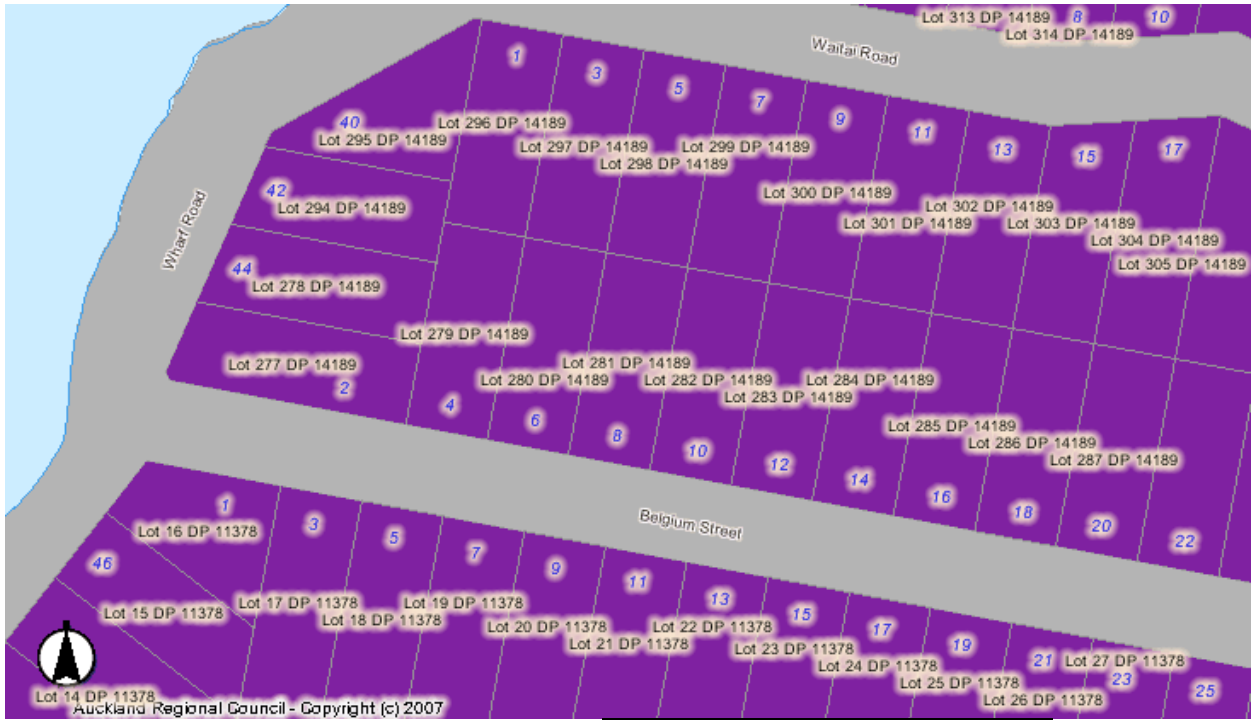 Lot 313 DP 14189
8
10
Lot 314 DP 14189
Waitai Road
1
3
5
7
9
11
13
15
17
40
Lot 295 DP 14189
Lot 296 DP 14189
Lot 297 DP 14189
Lot 298 DP 14189
Lot 299 DP 14189
Lot 300 DP 14189
Lot 301 DP 14189
Lot 302 DP 14189
Lot 303 DP 14189
Lot 304 DP 14189
Lot 305 DP 14189
42
Lot 294 DP 14189
Wharf Road
44
Lot 278 DP 14189
Lot 277 DP 14189
2
Lot 279 DP 14189
Lot 280 DP 14189
Lot 281 DP 14189
Lot 282 DP 14189
Lot 283 DP 14189
Lot 284 DP 14189
Lot 285 DP 14189
Lot 286 DP 14189
Lot 287 DP 14189
4
6
8
10
12
14
16
18
20
22
Belgium Street
1
3
5
7
9
11
13
15
17
19
21
23
25
Lot 16 DP 11378
46
Lot 15 DP 11378
Lot 17 DP 11378
Lot 18 DP 11378
Lot 19 DP 11378
Lot 20 DP 11378
Lot 21 DP 11378
Lot 22 DP 11378
Lot 23 DP 11378
Lot 24 DP 11378
Lot 25 DP 11378
Lot 26 DP 11378
Lot 27 DP 11378
Lot 14 DP 11378
Auckland Regional Council - Copyright (c) 2007